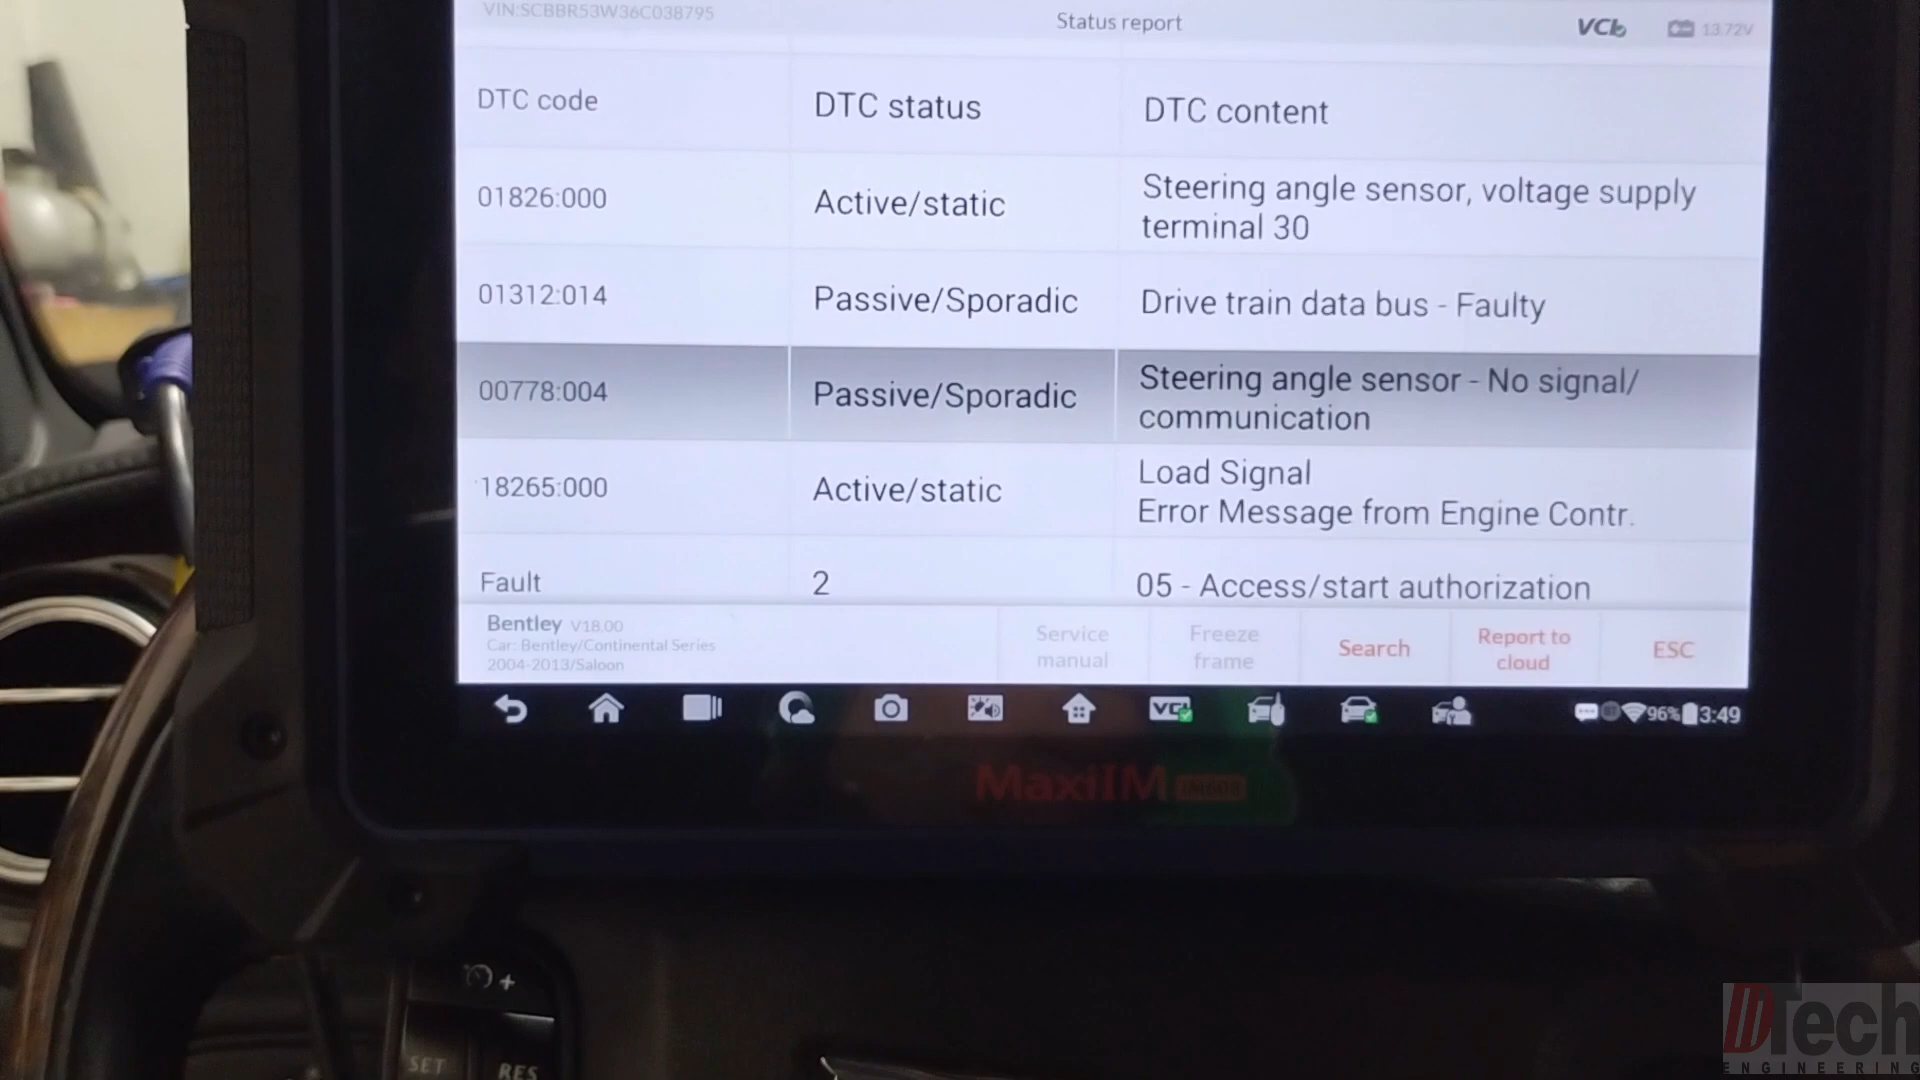 VIN:SCBBR53W36C038795
Status report
VCI
13.72V
DTC code DTC status DTC content
01826:000 Active/static Steering angle sensor, voltage supply
terminal 30
01312:014 Passive/Sporadic Drive train data bus - Faulty
00778:004 Passive/Sporadic Steering angle sensor - No signal/
communication
18265:000 Active/static Load Signal
Error Message from Engine Contr.
Fault 2 05 - Access/start authorization
Bentley V18.00
Car: Bentley/Continental Series
2004-2013/Saloon
Service
manual
Freeze
frame
Search
Report to
cloud
ESC
VCI
96% 3:49
MaxiIM IM608
+
SET
RES
DTech
ENGINEERING